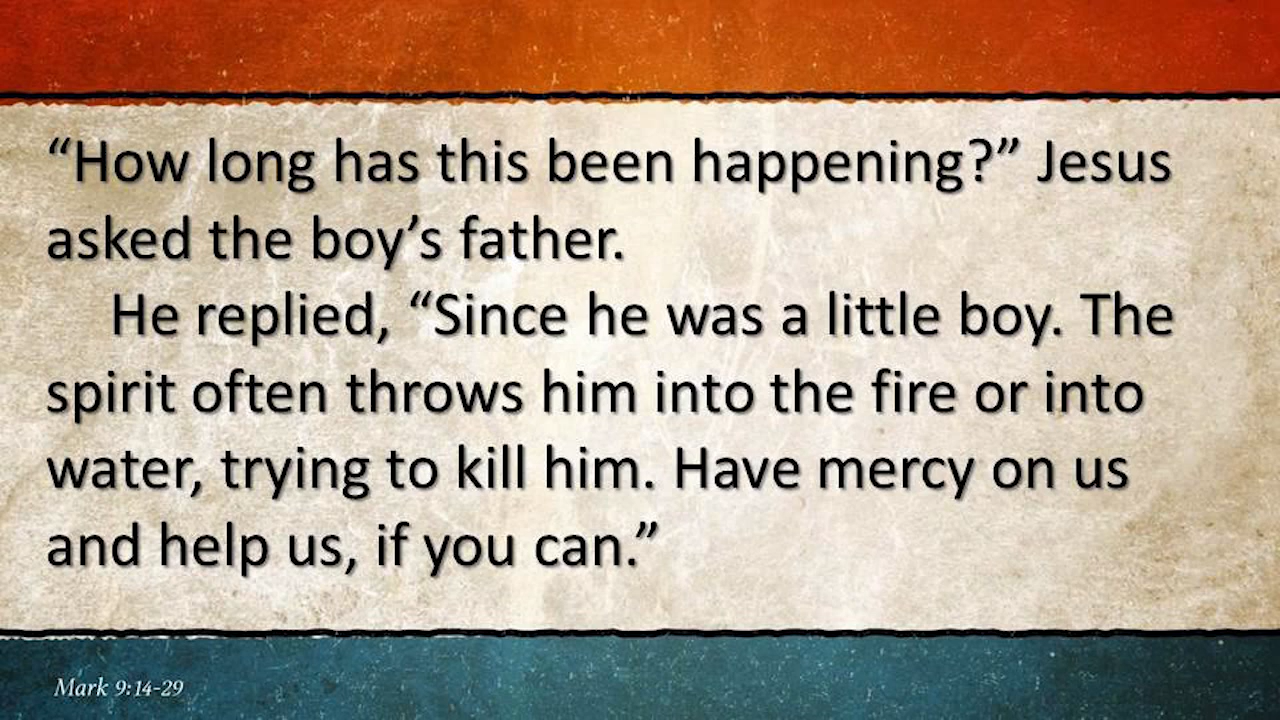 “How long has this been happening?” Jesus
asked the boy’s father.
He replied, “Since he was a little boy. The
spirit often throws him into the fire or into
water, trying to kill him. Have mercy on us
and help us, if you can.”
Mark 9:14-29